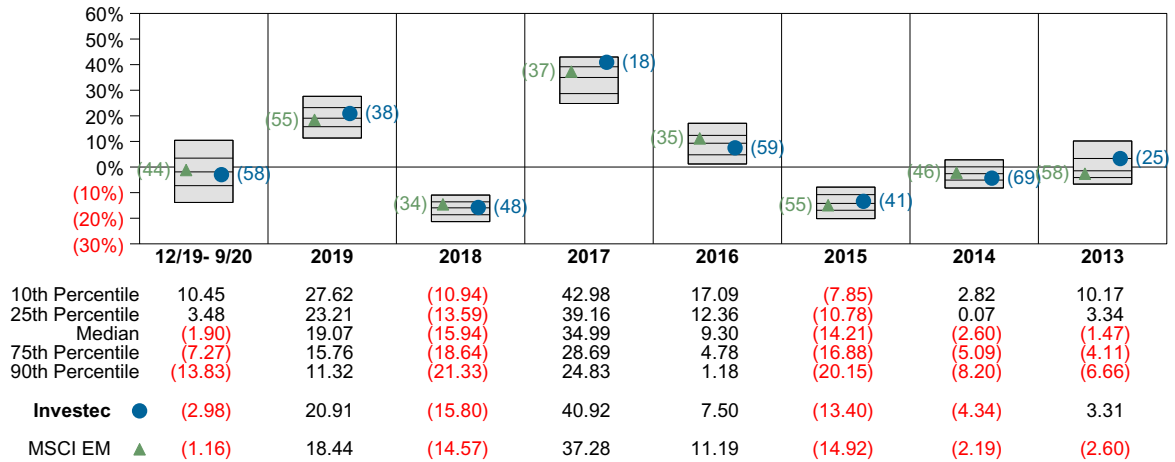 60%
50%
40%
30%
20%
10%
0%
(10%)
(20%)
(30%)
(44) (58)
(55) (38)
(34) (48)
(37) (18)
(35) (59)
(55) (41)
(46) (69)
(58) (25)
12/19- 9/20 2019 2018 2017 2016 2015 2014 2013
10th Percentile 10.45 27.62 (10.94) 42.98 17.09 (7.85) 2.82 10.17
25th Percentile 3.48 23.21 (13.59) 39.16 12.36 (10.78) 0.07 3.34
Median (1.90) 19.07 (15.94) 34.99 9.30 (14.21) (2.60) (1.47)
75th Percentile (7.27) 15.76 (18.64) 28.69 4.78 (16.88) (5.09) (4.11)
90th Percentile (13.83) 11.32 (21.33) 24.83 1.18 (20.15) (8.20) (6.66)
Investec (2.98) 20.91 (15.80) 40.92 7.50 (13.40) (4.34) 3.31
MSCI EM (1.16) 18.44 (14.57) 37.28 11.19 (14.92) (2.19) (2.60)